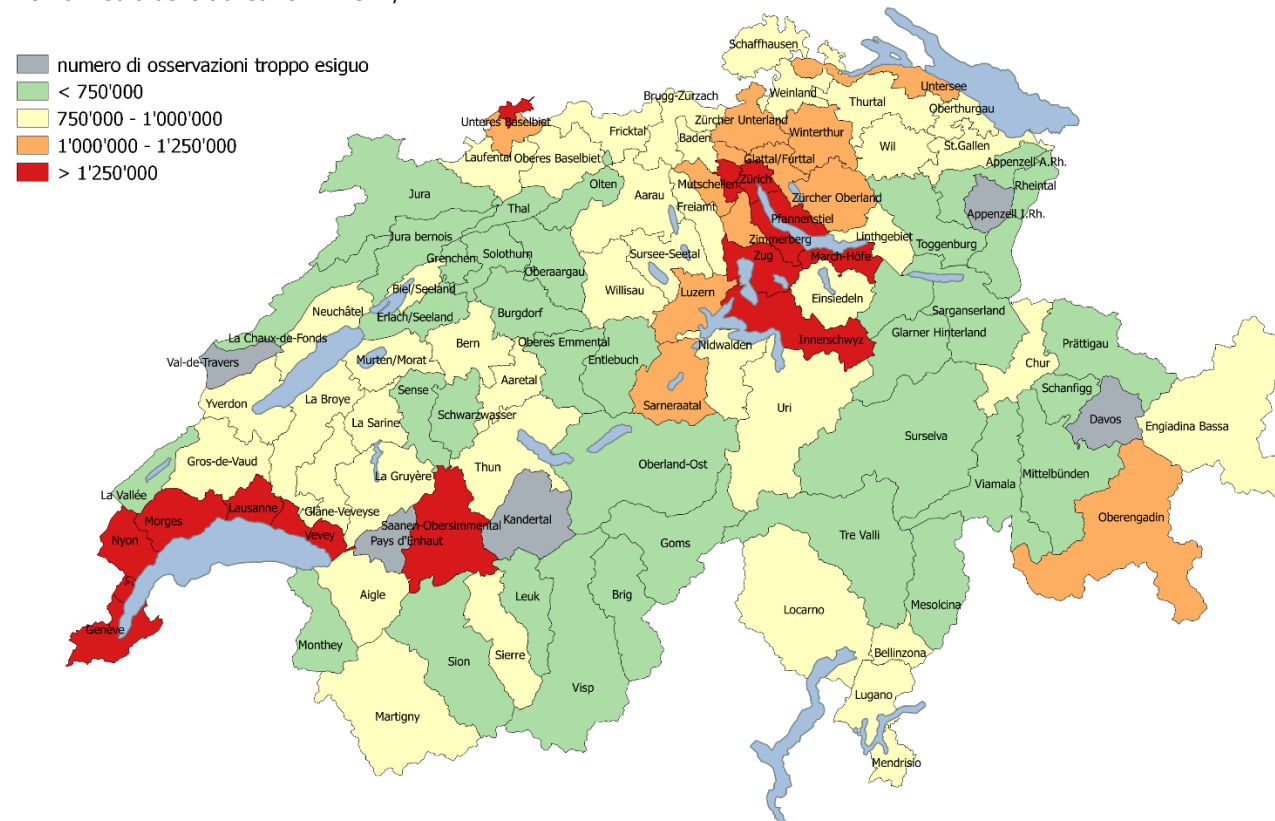 numero di osservazioni troppo esiguo
< 750'000
750'000 - 1'000'000
1'000'000 - 1'250'000
> 1'250'000
Schaffhausen
Weinland
Untersee
Brugg-Zurzach
Thurtal
Oberthurgau
Unteres Baselbiet
Zürcher Unterland
Winterthur
Fricktal
Baden
Wil
St.Gallen
Laufental
Oberes Baselbiet
Glattal/Furttal
Appenzell A.Rh.
Olten
Aarau
Mutschellen
Zürich
Rheintal
Jura
Thal
Freiamt
Zürcher Oberland
Appenzell I.Rh.
Pfannenstiel
Jura bernois
Zimmerberg
Linthgebiet
Toggenburg
Grenchen
Solothurn
Sursee-Seetal
Zug
March-Höfe
Oberaargau
Biel/Seeland
Willisau
Luzern
Einsiedeln
Neuchâtel
Erlach/Seeland
Burgdorf
Sarganserland
La Chaux-de-Fonds
Bern
Oberes Emmental
Nidwalden
Innerschwyz
Glarner Hinterland
Prättigau
Val-de-Travers
Murten/Morat
Entlebuch
Chur
Aaretal
Sense
Schanfigg
Yverdon
La Broye
Sarneraatal
Uri
Schwarzwasser
La Sarine
Davos
Engiadina Bassa
Surselva
Gros-de-Vaud
Thun
Oberland-Ost
La Gruyère
Mittelbünden
Viamala
La Vallée
Lausanne
Glâne-Veveyse
Morges
Saanen-Obersimmental
Kandertal
Oberengadin
Nyon
Vevey
Pays d'Enhaut
Goms
Tre Valli
Aigle
Leuk
Brig
Locarno
Mesolcina
Genève
Monthey
Sion
Sierre
Bellinzona
Visp
Lugano
Martigny
Mendrisio